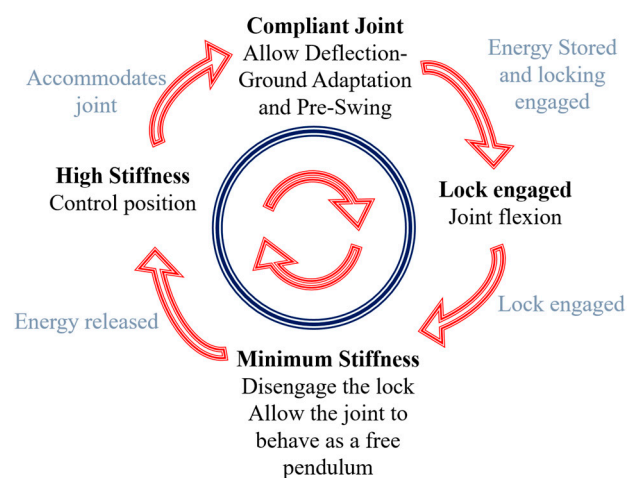 Compliant Joint
Allow Deflection-
Ground Adaptation
and Pre-Swing
Energy Stored
and locking
engaged
Lock engaged
Joint flexion
Lock engaged
Minimum Stiffness
Disengage the lock
Allow the joint to
behave as a free
pendulum
Energy released
High Stiffness
Control position
Accommodates
joint